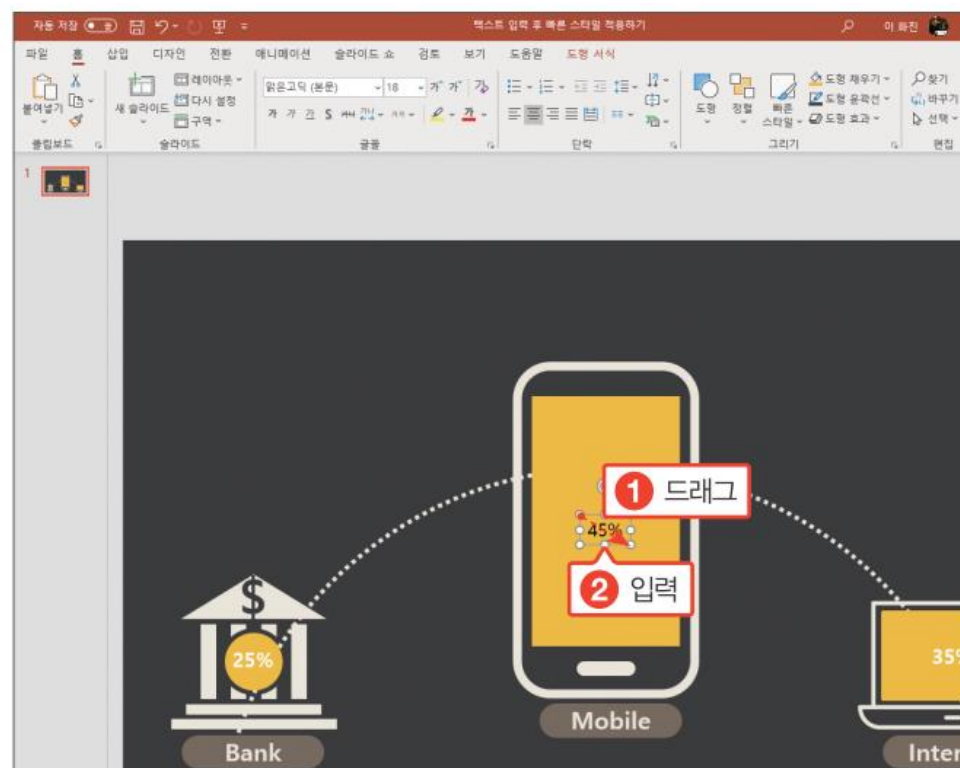 자동 저장
텍스트 입력 후 빠른 스타일 적용하기
이 화진
파일 홈 삽입 디자인 전환 애니메이션 슬라이드 쇼 검토 보기 도움말 도형 서식
붙여넣기
새 슬라이드
레이아웃
다시 설정
구역
맑은고딕 (본문) 18
도형
정렬
빠른
스타일
도형 채우기
도형 윤곽선
도형 효과
찾기
바꾸기
선택
클립보드 슬라이드 글꼴 단락 그리기 편집
1
1 드래그
45%
2 입력
$
25%
35%
Mobile
Bank
Inter